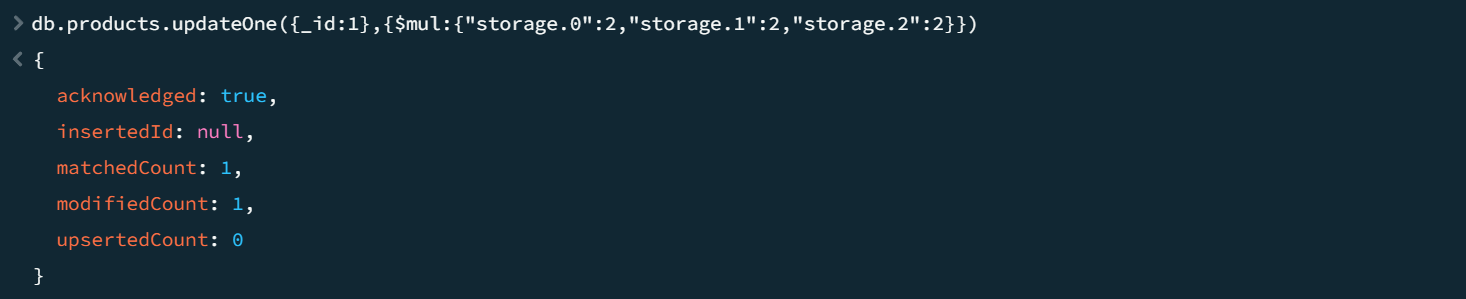 > db.products.updateOne({_id:1},{$mul:{"storage.0":2,"storage.1":2,"storage.2":2}})
< {
acknowledged: true,
insertedId: null,
matchedCount: 1,
modifiedCount: 1,
upsertedCount: 0
}